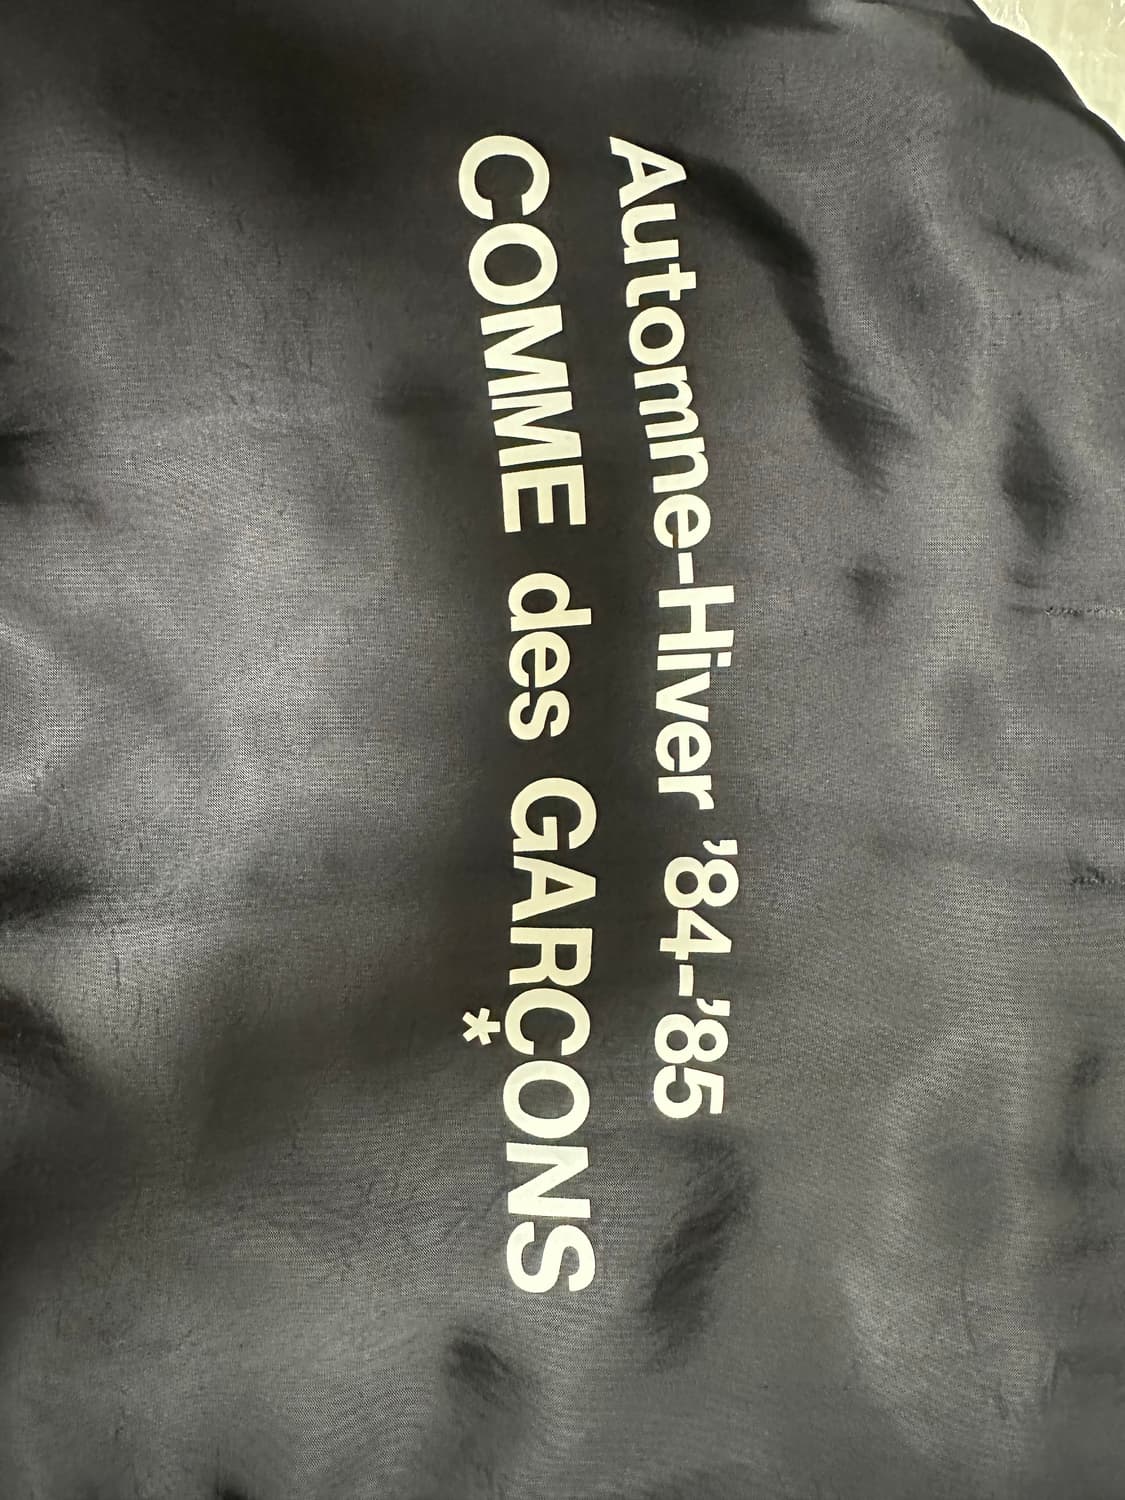 Automne-Hiver '84-'85
COMME des GARÇONS